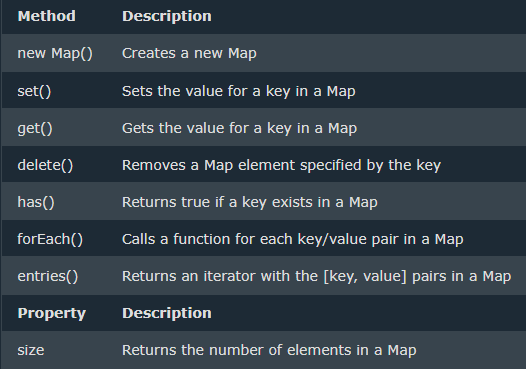 Method Description
new Map() Creates a new Map
set() Sets the value for a key in a Map
get() Gets the value for a key in a Map
delete() Removes a Map element specified by the key
has() Returns true if a key exists in a Map
forEach() Calls a function for each key/value pair in a Map
entries() Returns an iterator with the [key, value] pairs in a Map
Property Description
size Returns the number of elements in a Map